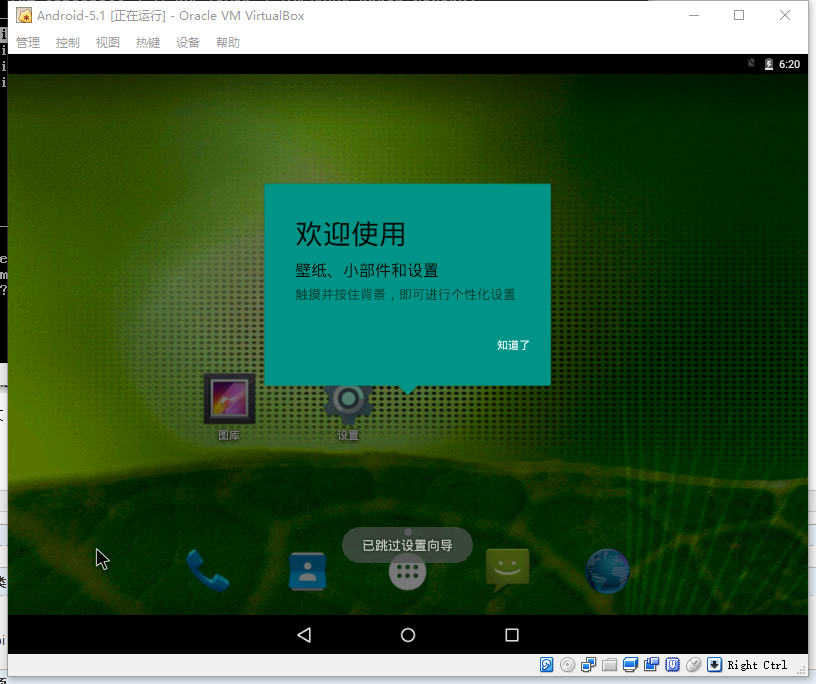 Android-5.1 [正在运行] - Oracle VM VirtualBox
管理 控制 视图 热键 设备 帮助
6:20
欢迎使用
壁纸、小部件和设置
触摸并按住背景，即可进行个性化设置
知道了
图库 设置
已跳过设置向导
Right Ctrl